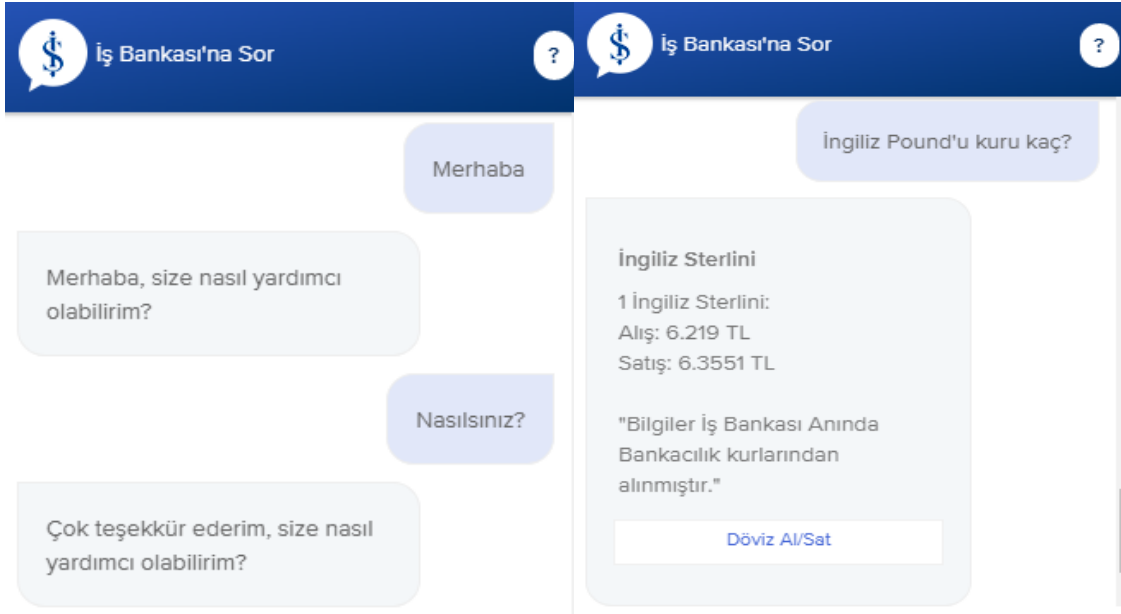 İş Bankası'na Sor
?
Merhaba
Merhaba, size nasıl yardımcı
olabilirim?
Nasılsınız?
Çok teşekkür ederim, size nasıl
yardımcı olabilirim?
İş Bankası'na Sor
?
İngiliz Pound'u kuru kaç?
İngiliz Sterlini
1 İngiliz Sterlini:
Alış: 6.219 TL
Satış: 6.3551 TL
"Bilgiler İş Bankası Anında
Bankacılık kurlarından
alınmıştır."
Döviz Al/Sat